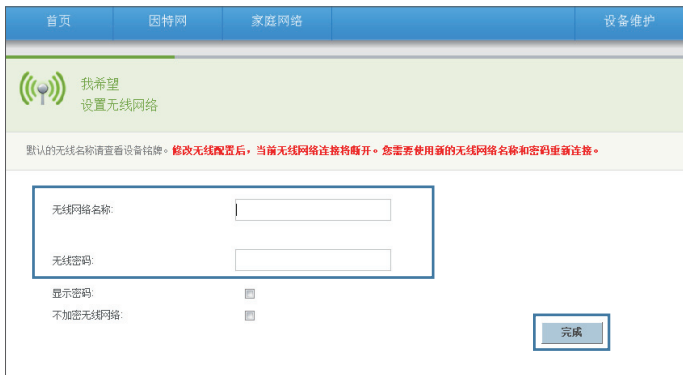 首页 因特网 家庭网络 设备维护
我希望
设置无线网络
默认的无线名称请查看设备铭牌。修改无线配置后，当前无线网络连接将断开。您需要使用新的无线网络名称和密码重新连接。
无线网络名称:
无线密码:
显示密码:
不加密无线网络:
完成